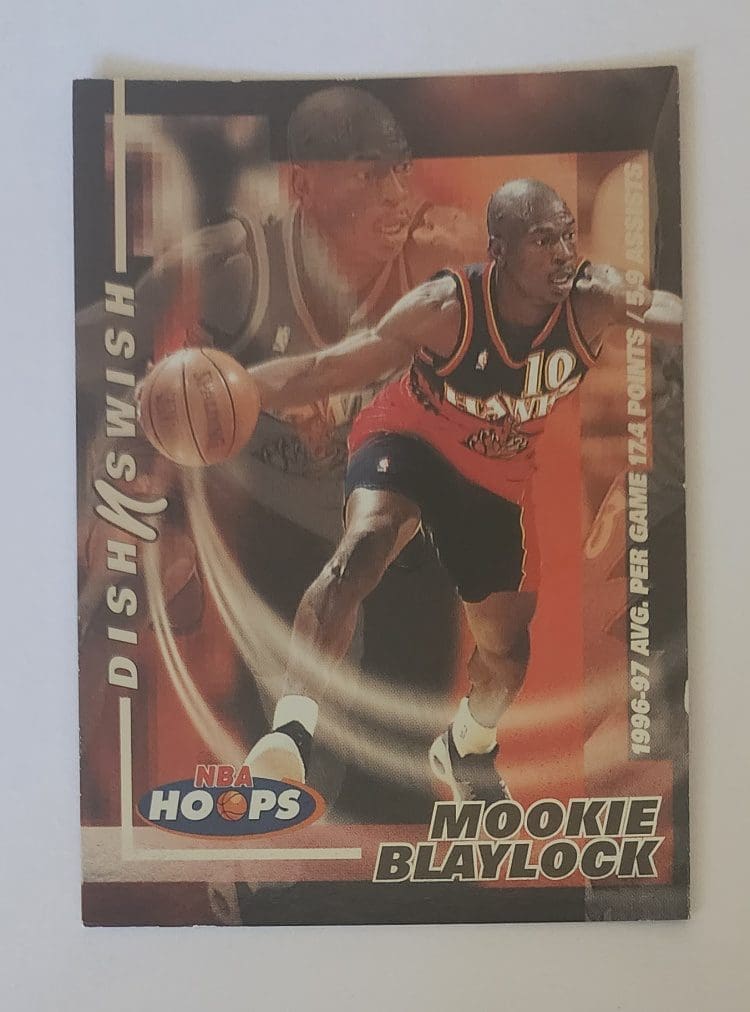 DISH N SWISH
10
HAWKS
1996-97 AVG. PER GAME 17.4 POINTS / 5.9 ASSISTS
NBA
HOOPS
MOOKIE
BLAYLOCK